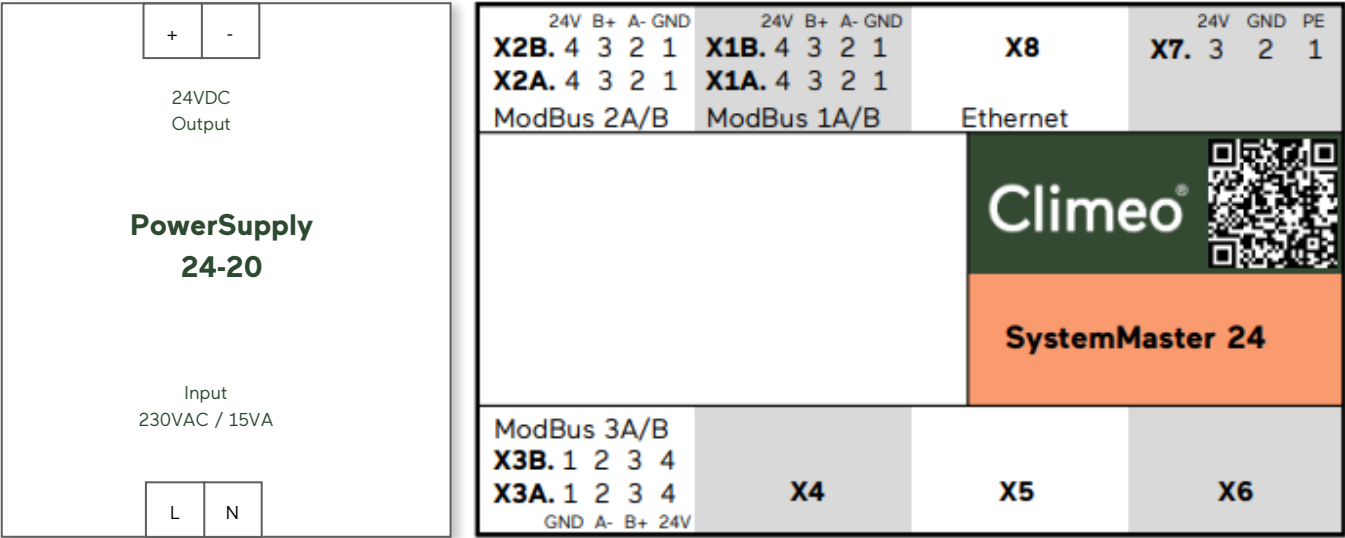 + -
24VDC
Output
PowerSupply
24-20
Input
230VAC / 15VA
L N
24V B+ A- GND
X2B. 4 3 2 1
X2A. 4 3 2 1
ModBus 2A/B
24V B+ A- GND
X1B. 4 3 2 1
X1A. 4 3 2 1
ModBus 1A/B
X8
Ethernet
24V GND PE
X7. 3 2 1
Climeo®
SystemMaster 24
ModBus 3A/B
X3B. 1 2 3 4
X3A. 1 2 3 4
GND A- B+ 24V
X4
X5
X6